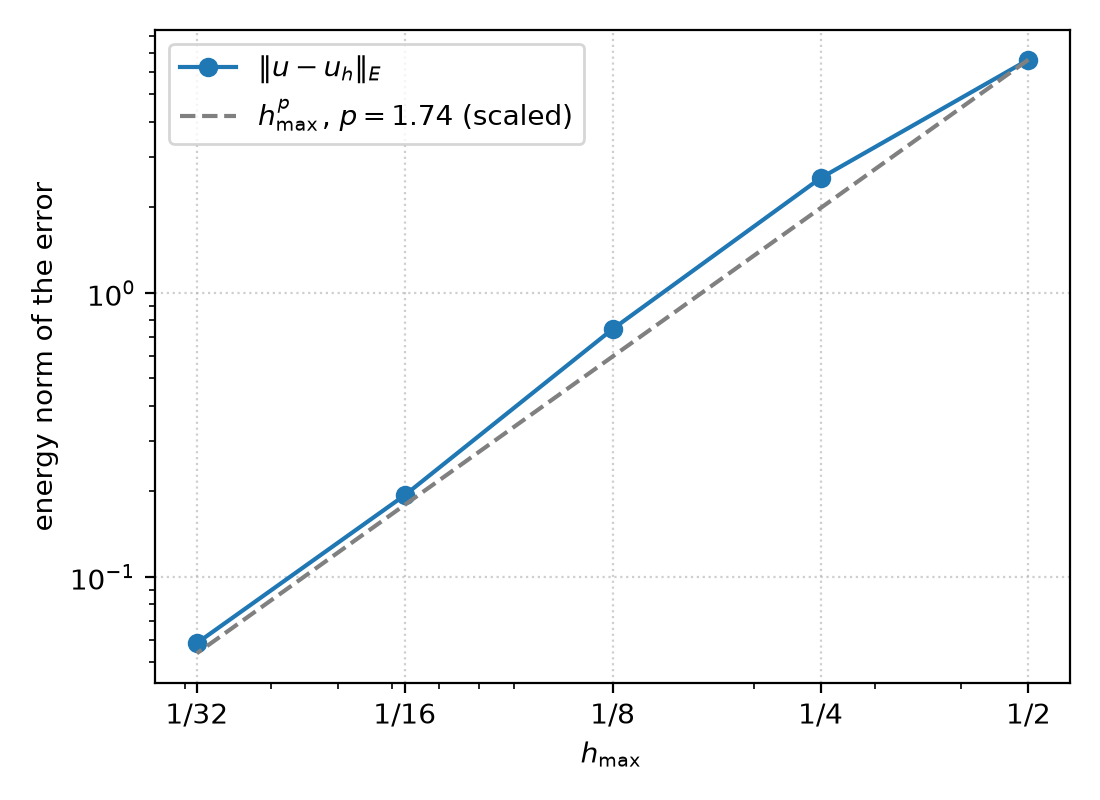 ‖u − u_h‖_E
h_max^p, p = 1.74 (scaled)
energy norm of the error
10^0
10^−1
1/32 1/16 1/8 1/4 1/2
h_max